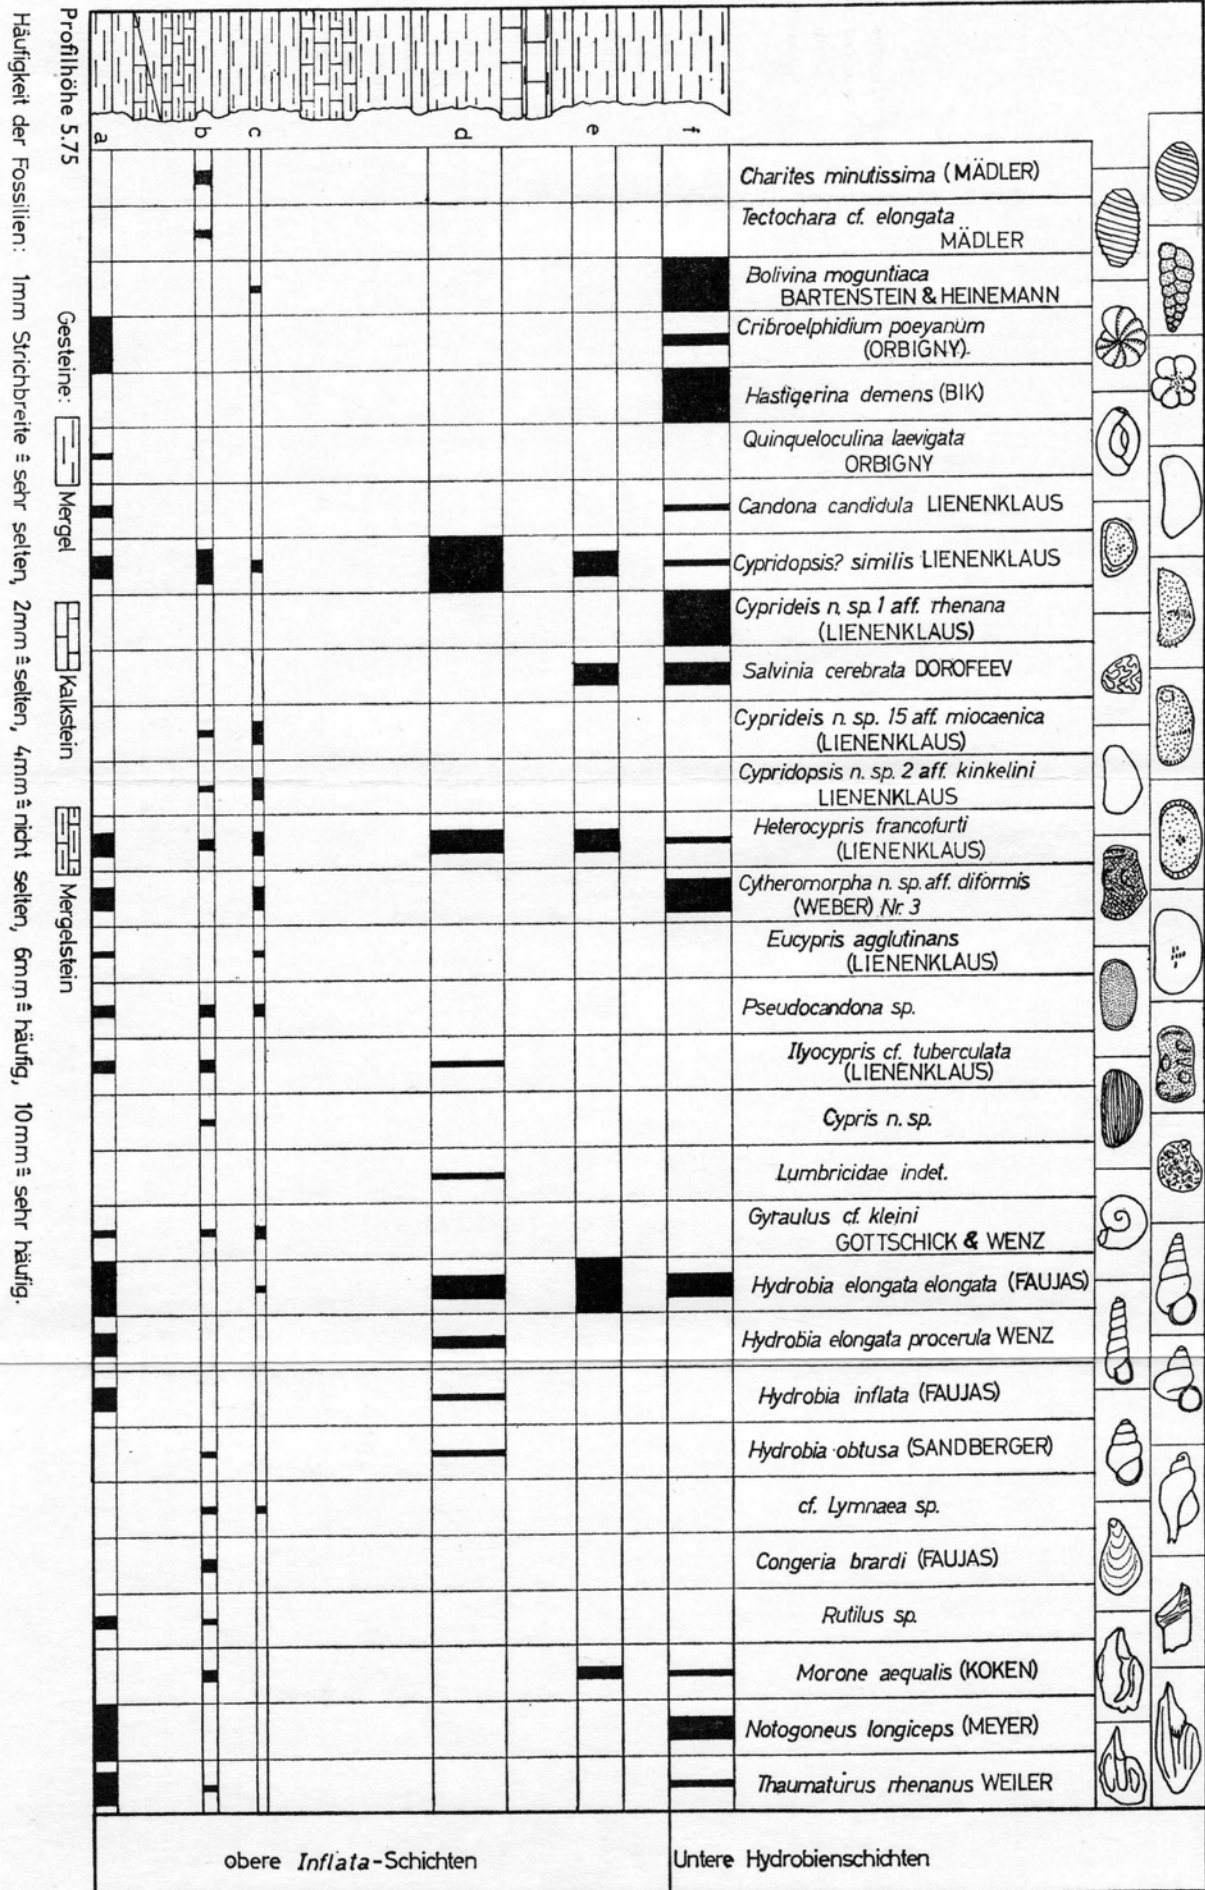 a
b
c
d
e
f
Charites minutissima (MÄDLER)
Tectochara cf. elongata
MÄDLER
Bolivina moguntiaca
BARTENSTEIN & HEINEMANN
Cribroelphidium poeyanum
(ORBIGNY).
Hastigerina demens (BIK)
Quinqueloculina laevigata
ORBIGNY
Candona candidula LIENENKLAUS
Cypridopsis? similis LIENENKLAUS
Cyprideis n. sp. 1 aff. rhenana
(LIENENKLAUS)
Salvinia cerebrata DOROFEEV
Cyprideis n. sp. 15 aff. miocaenica
(LIENENKLAUS)
Cypridopsis n. sp. 2 aff. kinkelini
LIENENKLAUS
Heterocypris francofurti
(LIENENKLAUS)
Cytheromorpha n. sp. aff. diformis
(WEBER) Nr. 3
Eucypris agglutinans
(LIENENKLAUS)
Pseudocandona sp.
Ilyocypris cf. tuberculata
(LIENENKLAUS)
Cypris n. sp.
Lumbricidae indet.
Gyraulus cf. kleini
GOTTSCHICK & WENZ
Hydrobia elongata elongata (FAUJAS)
Hydrobia elongata procerula WENZ
Hydrobia inflata (FAUJAS)
Hydrobia obtusa (SANDBERGER)
cf. Lymnaea sp.
Congeria brardi (FAUJAS)
Rutilus sp.
Morone aequalis (KOKEN)
Notogoneus longiceps (MEYER)
Thaumaturus rhenanus WEILER
obere Inflata-Schichten
Untere Hydrobienschichten
Profilhöhe 5.75
Gesteine: Mergel Kalkstein Mergelstein
Häufigkeit der Fossilien: 1mm Strichbreite ≙ sehr selten, 2mm ≙ selten, 4mm ≙ nicht selten, 6mm ≙ häufig, 10mm ≙ sehr häufig.